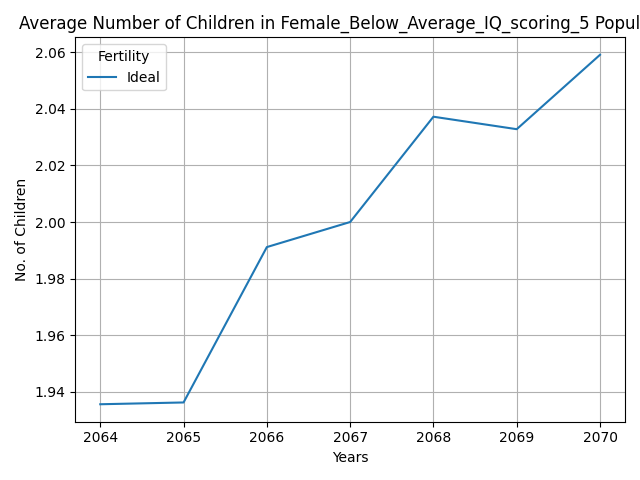 Average Number of Children in Female_Below_Average_IQ_scoring_5 Popul
Fertility
Ideal
No. of Children
2.06
2.04
2.02
2.00
1.98
1.96
1.94
2064 2065 2066 2067 2068 2069 2070
Years